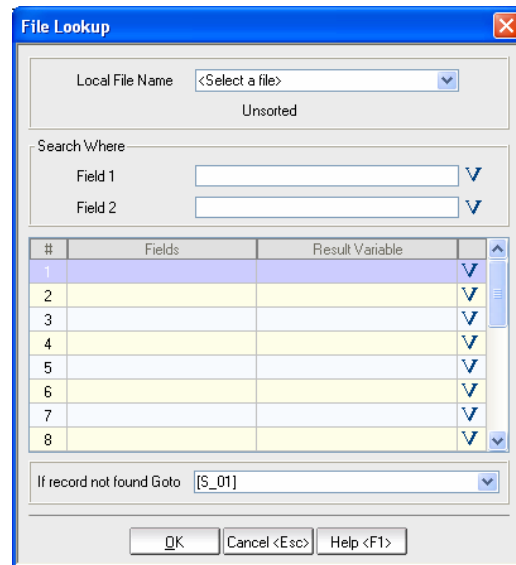 File Lookup
Local File Name <Select a file>
Unsorted
Search Where
Field 1 V
Field 2 V
# Fields Result Variable
1 V
2 V
3 V
4 V
5 V
6 V
7 V
8 V
If record not found Goto [S_01]
OK Cancel <Esc> Help <F1>